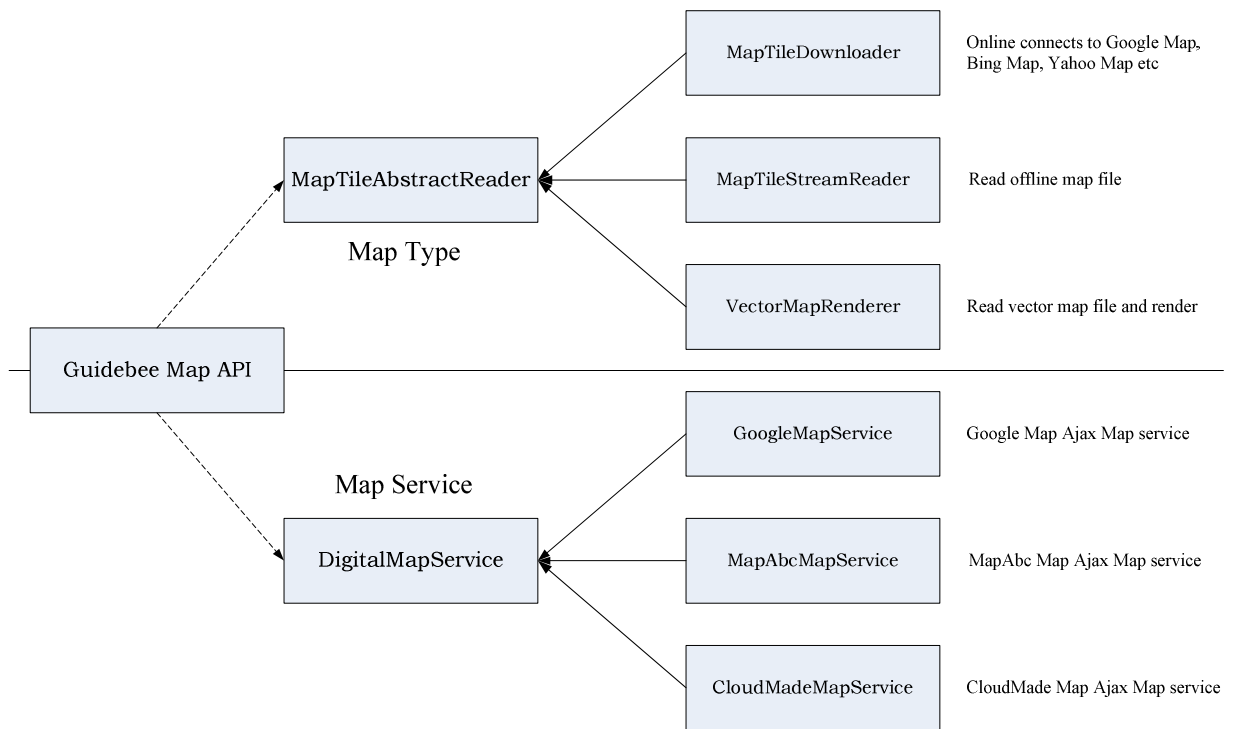 MapTileDownloader
Online connects to Google Map,
Bing Map, Yahoo Map etc
MapTileAbstractReader
MapTileStreamReader
Read offline map file
Map Type
VectorMapRenderer
Read vector map file and render
Guidebee Map API
GoogleMapService
Google Map Ajax Map service
Map Service
DigitalMapService
MapAbcMapService
MapAbc Map Ajax Map service
CloudMadeMapService
CloudMade Map Ajax Map service